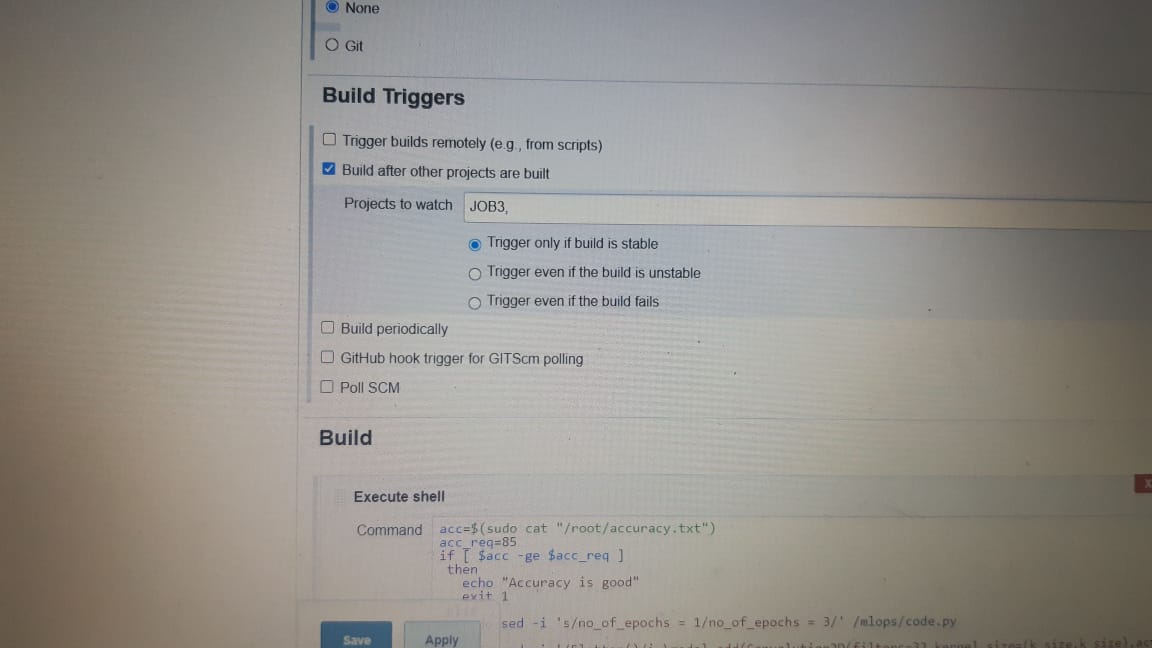 None
Git
Build Triggers
Trigger builds remotely (e.g., from scripts)
Build after other projects are built
Projects to watch JOB3,
Trigger only if build is stable
Trigger even if the build is unstable
Trigger even if the build fails
Build periodically
GitHub hook trigger for GITScm polling
Poll SCM
Build
X
Execute shell
Command acc=$(sudo cat "/root/accuracy.txt")
acc_req=85
if [ $acc -ge $acc_req ]
then
echo "Accuracy is good"
exit 1
sed -i 's/no_of_epochs = 1/no_of_epochs = 3/' /mlops/code.py
Save Apply